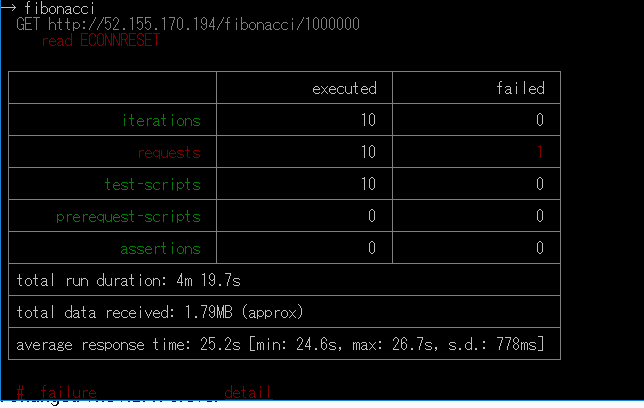 → fibonacci
GET http://52.155.170.194/fibonacci/1000000
read ECONNRESET
executed failed
iterations 10 0
requests 10 1
test-scripts 10 0
prerequest-scripts 0 0
assertions 0 0
total run duration: 4m 19.7s
total data received: 1.79MB (approx)
average response time: 25.2s [min: 24.6s, max: 26.7s, s.d.: 778ms]
# failure detail